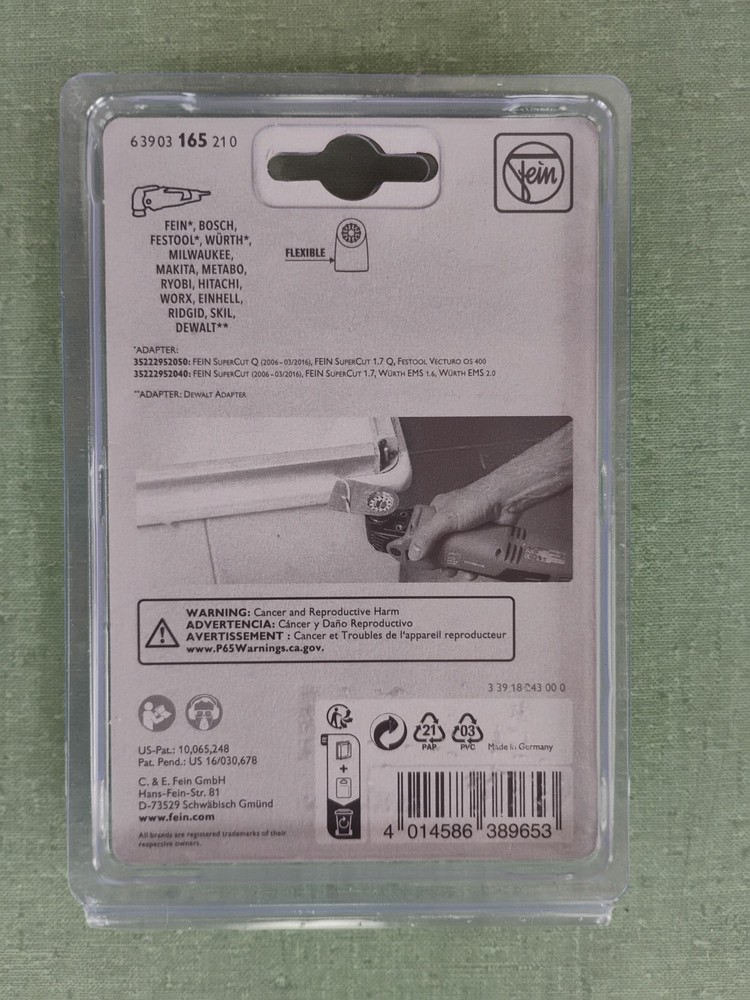 63903 165 210
fein
FEIN*, BOSCH,
FESTOOL*, WÜRTH*,
MILWAUKEE,
MAKITA, METABO,
RYOBI, HITACHI,
WORX, EINHELL,
RIDGID, SKIL,
DEWALT**
FLEXIBLE
*ADAPTER:
35222952050: FEIN SUPERCUT Q (2006–03/2016), FEIN SUPERCUT 1.7 Q, FESTOOL VECTURO OS 400
35222952040: FEIN SUPERCUT (2006–03/2016), FEIN SUPERCUT 1.7, WÜRTH EMS 1.6, WÜRTH EMS 2.0
**ADAPTER: DEWALT ADAPTER
WARNING: Cancer and Reproductive Harm
ADVERTENCIA: Cáncer y Daño Reproductivo
AVERTISSEMENT : Cancer et Troubles de l'appareil reproducteur
www.P65Warnings.ca.gov.
3 39 18 043 00 0
US-Pat.: 10,065,248
Pat. Pend.: US 16/030,678
C. & E. Fein GmbH
Hans-Fein-Str. 81
D-73529 Schwäbisch Gmünd
www.fein.com
All brands are registered trademarks of their
respective owners.
+
21
PAP
03
PVC
Made in Germany
4 014586 389653